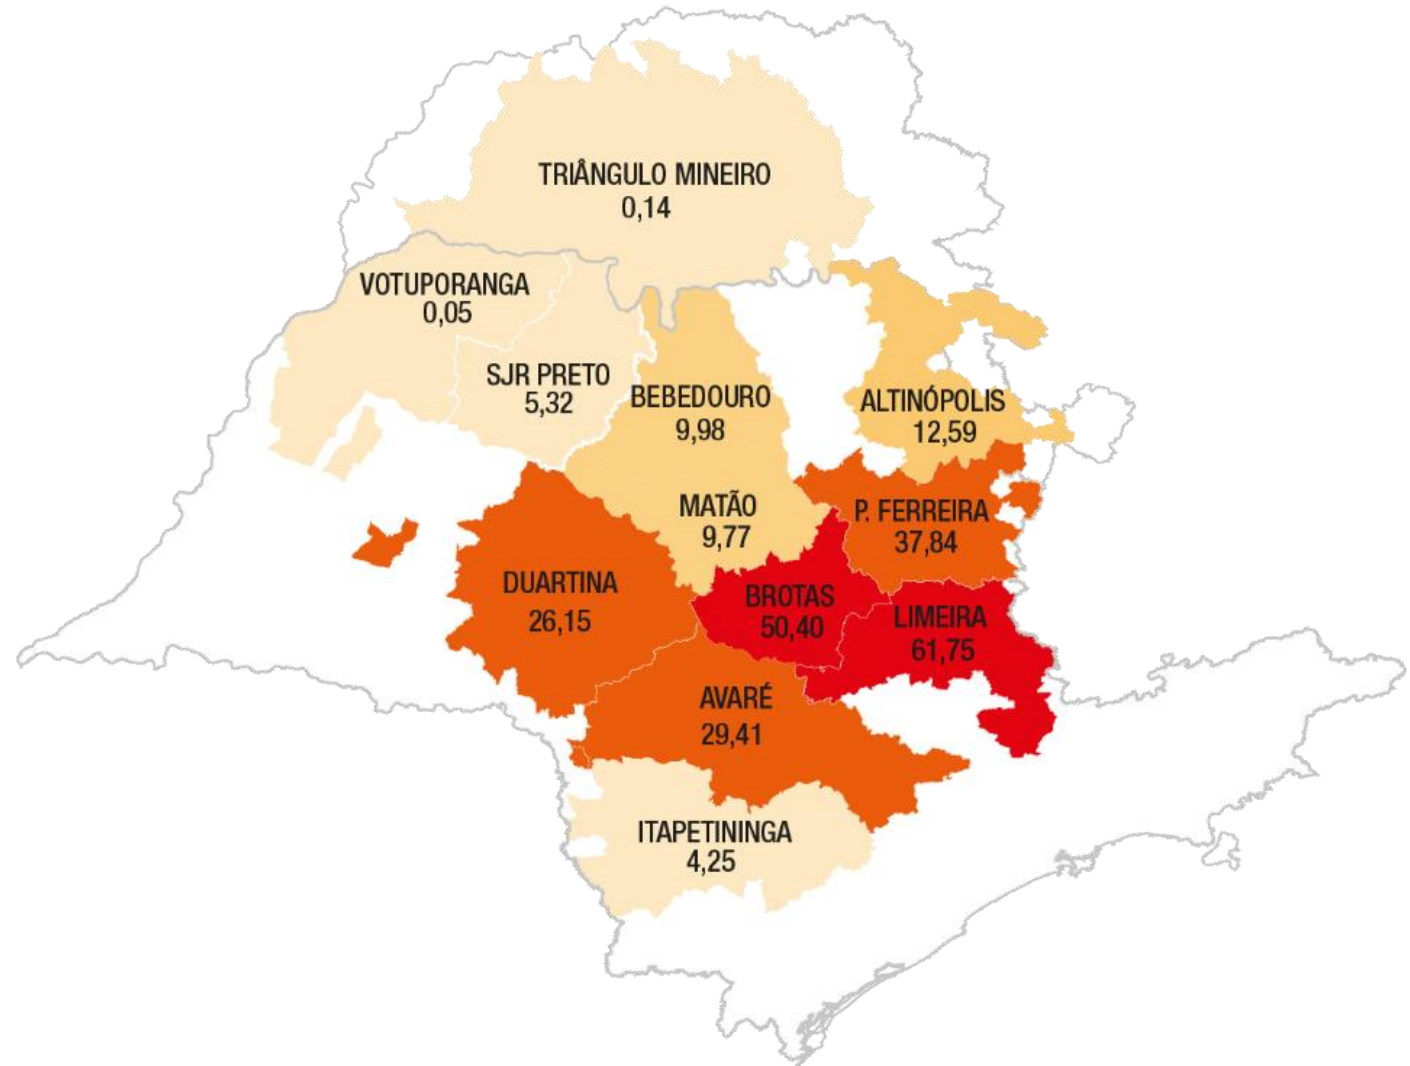 TRIÂNGULO MINEIRO
0,14
VOTUPORANGA
0,05
SJR PRETO
5,32
BEBEDOURO
9,98
ALTINÓPOLIS
12,59
MATÃO
9,77
P. FERREIRA
37,84
DUARTINA
26,15
BROTAS
50,40
LIMEIRA
61,75
AVARÉ
29,41
ITAPETININGA
4,25